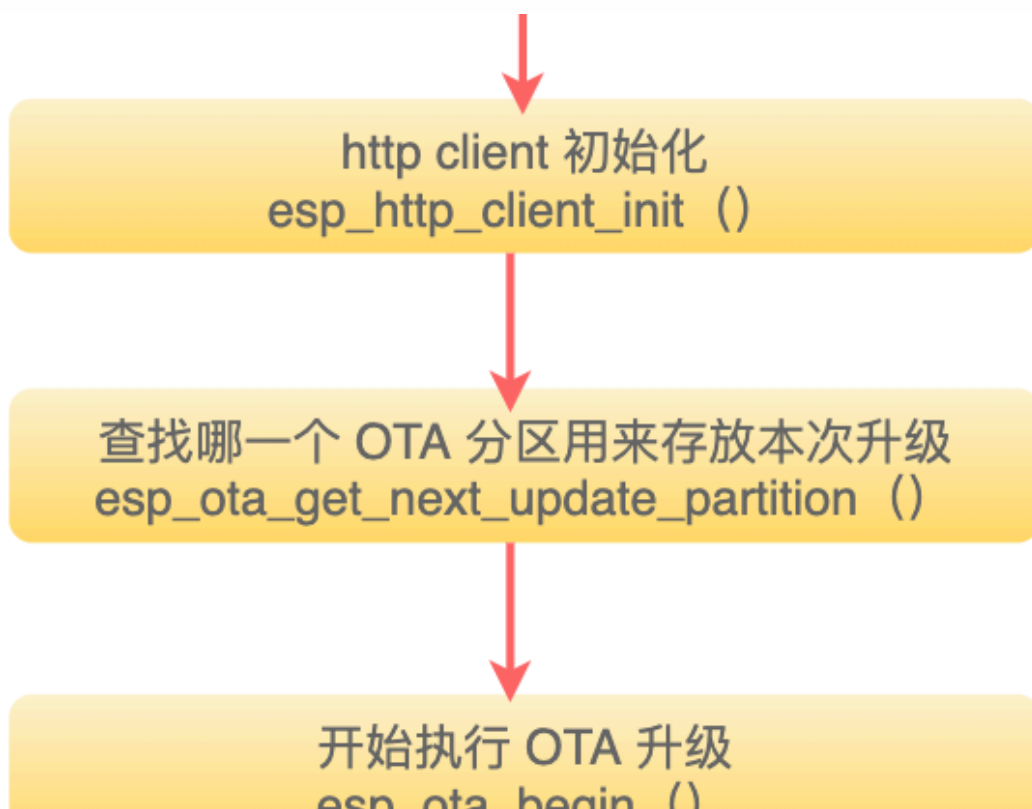 http client 初始化
esp_http_client_init（）
查找哪一个 OTA 分区用来存放本次升级
esp_ota_get_next_update_partition（）
开始执行 OTA 升级
esp_ota_begin（）